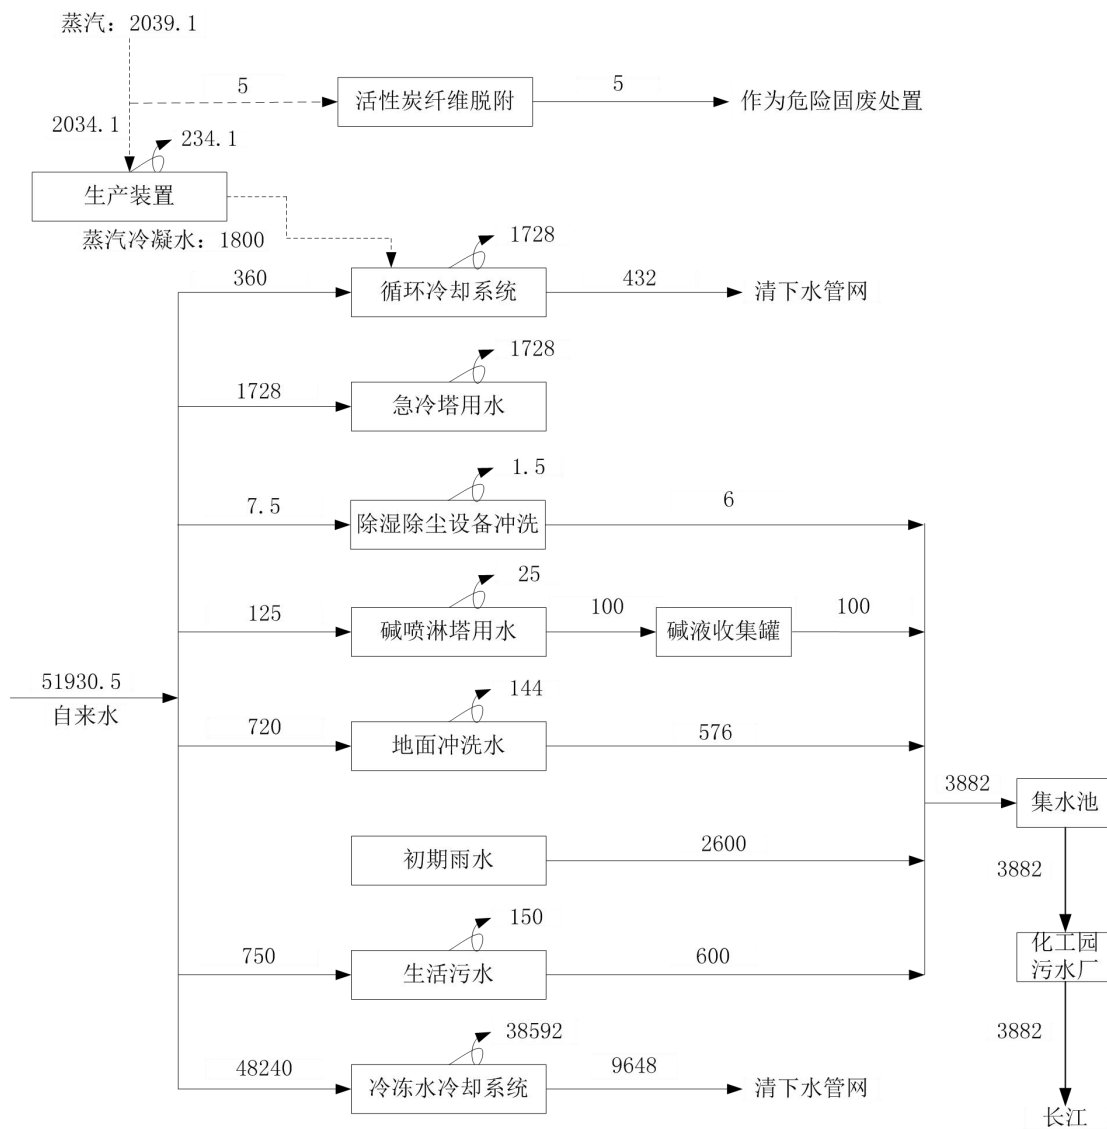 蒸汽：2039.1
5
活性炭纤维脱附
5
作为危险固废处置
2034.1
234.1
生产装置
蒸汽冷凝水：1800
1728
360
循环冷却系统
432
清下水管网
1728
1728
急冷塔用水
1.5
7.5
除湿除尘设备冲洗
6
25
125
碱喷淋塔用水
100
碱液收集罐
100
51930.5
自来水
144
720
地面冲洗水
576
3882
集水池
初期雨水
2600
3882
150
750
生活污水
600
化工园
污水厂
38592
3882
48240
冷冻水冷却系统
9648
清下水管网
长江